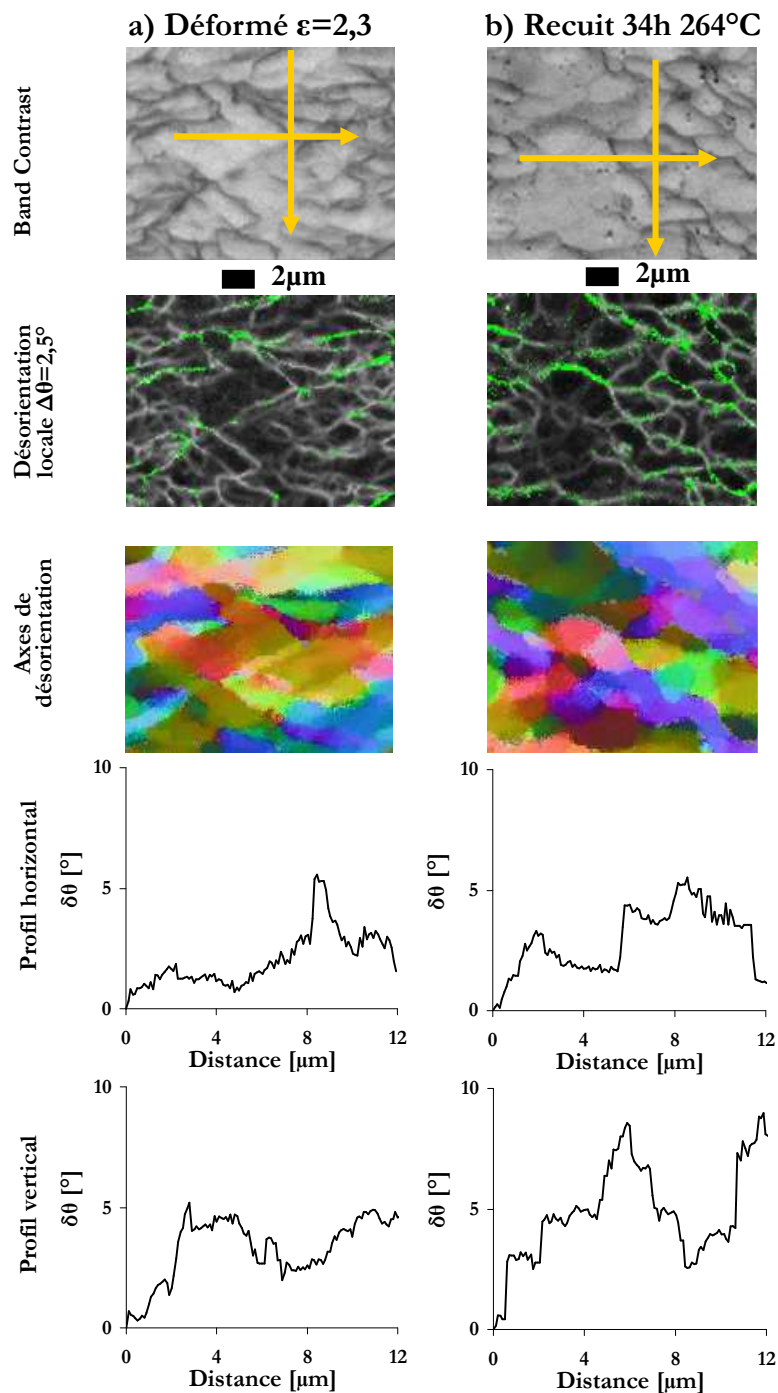 a) Déformé ε=2,3
b) Recuit 34h 264°C
Band Contrast
2µm
2µm
Désorientation
locale Δθ=2,5°
Axes de
désorientation
Profil horizontal
δθ [°]
10
5
0
0 4 8 12
Distance [µm]
δθ [°]
10
5
0
0 4 8 12
Distance [µm]
Profil vertical
δθ [°]
10
5
0
0 4 8 12
Distance [µm]
δθ [°]
10
5
0
0 4 8 12
Distance [µm]